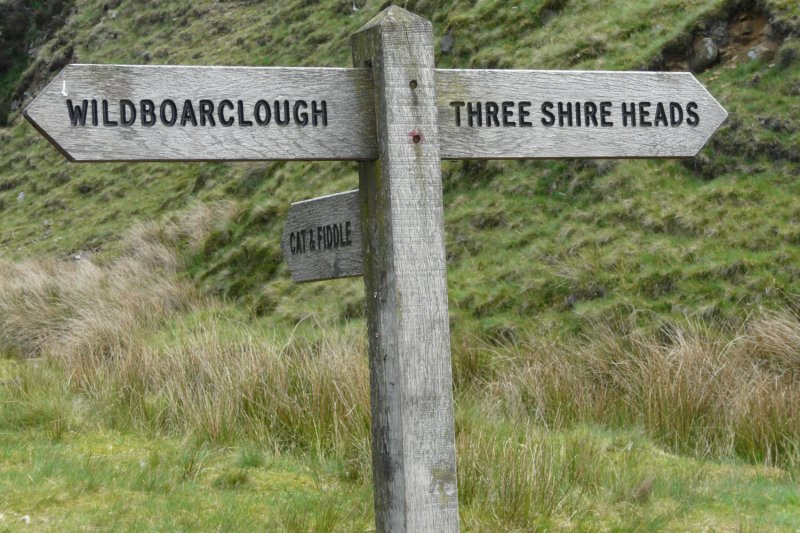 WILDBOARCLOUGH
THREE SHIRE HEADS
CAT & FIDDLE